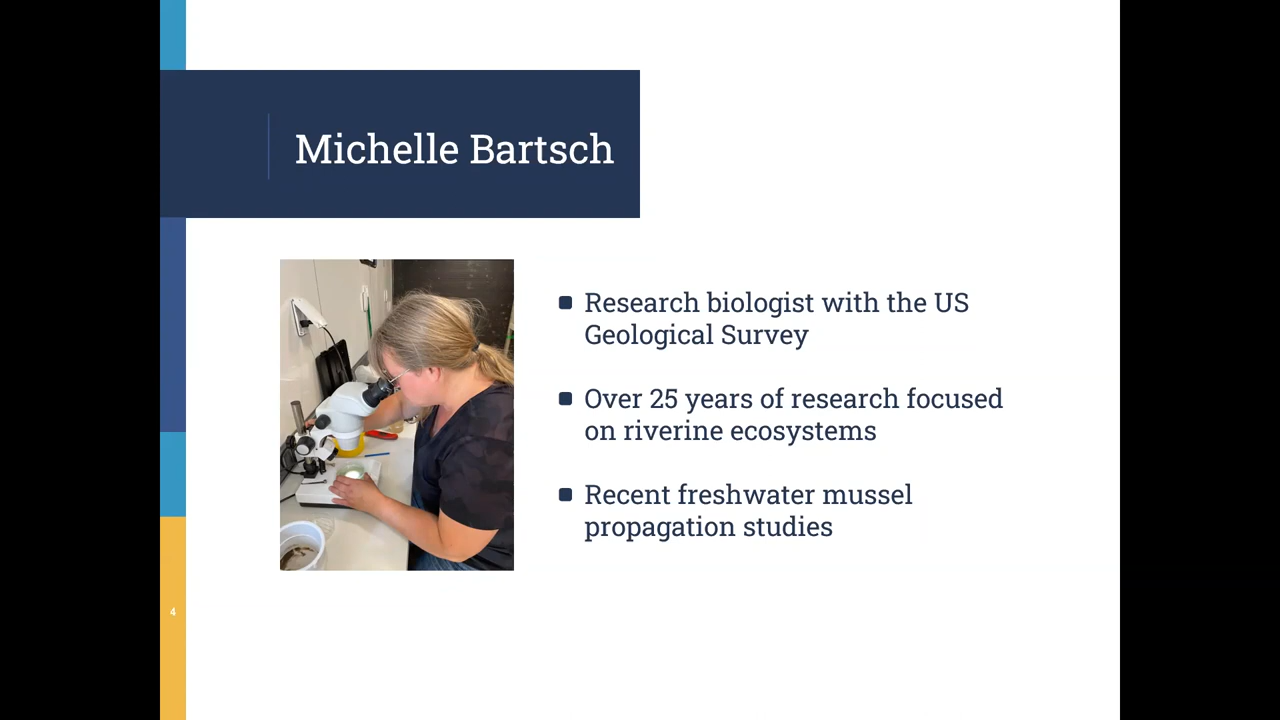 Michelle Bartsch
Research biologist with the US
Geological Survey
Over 25 years of research focused
on riverine ecosystems
Recent freshwater mussel
propagation studies
4